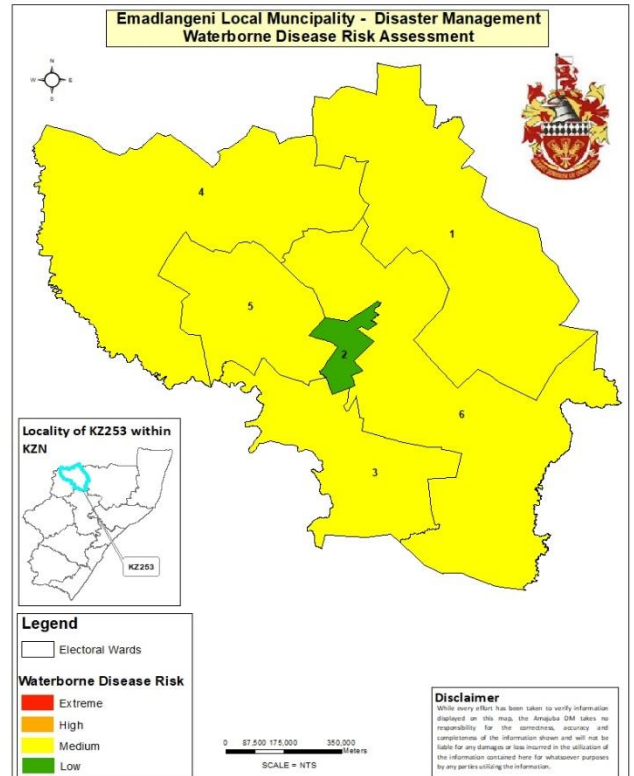 Emadlangeni Local Muncipality - Disaster Management
Waterborne Disease Risk Assessment
N
W E
S
4
1
5
2
6
3
Locality of KZ253 within
KZN
KZ253
Legend
Electoral Wards
Waterborne Disease Risk
Extreme
High
Medium
Low
0 87,500 175,000 350,000
Meters
SCALE = NTS
Disclaimer
While every effort has been taken to verify information
displayed on this map, the Amajuba DM takes no
responsibility for the correctness, accuracy and
completeness of the information shown and will not be
liable for any damages or loss incurred in the utilization of
the information contained here for whatsoever purposes
by any parties utilizing the information.